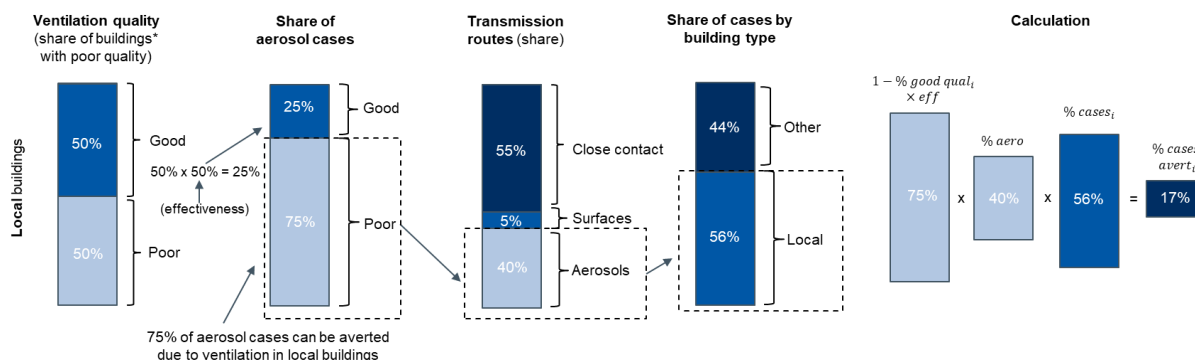 Ventilation quality
(share of buildings*
with poor quality)
Share of
aerosol cases
Transmission
routes (share)
Share of cases by
building type
Calculation
Local buildings
50%
Good
50%
Poor
50% x 50% = 25%
(effectiveness)
25%
Good
75%
Poor
75% of aerosol cases can be averted
due to ventilation in local buildings
55%
Close contact
5%
Surfaces
40%
Aerosols
44%
Other
56%
Local
1 − % good qualᵢ
× eff
75%
x
% aero
40%
x
% casesᵢ
56%
=
% cases
avertᵢ
17%